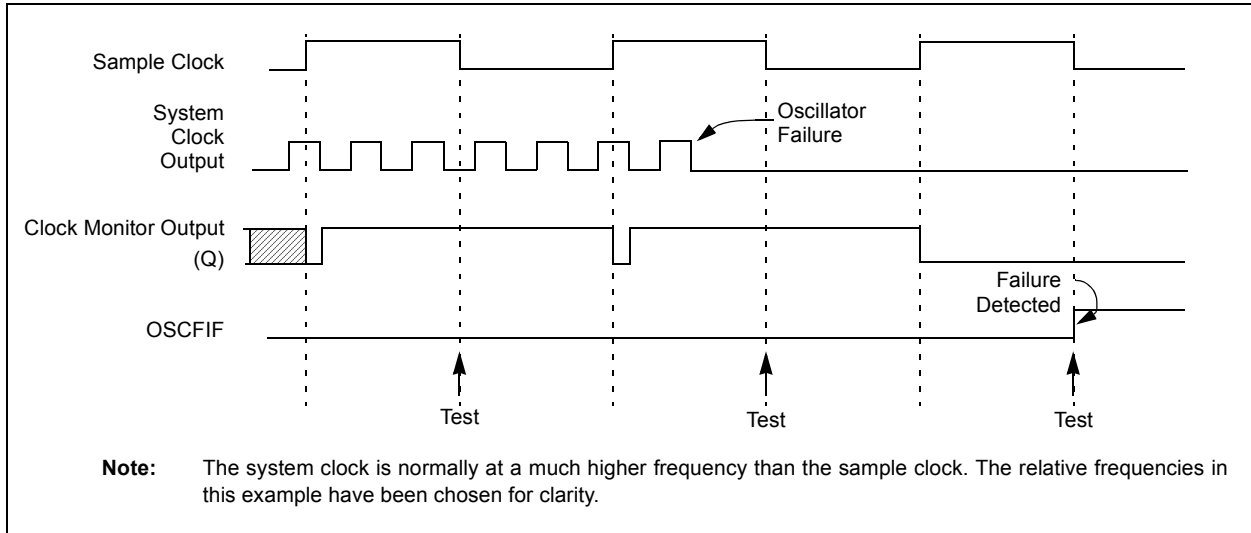 Sample Clock
System
Clock
Output
Oscillator
Failure
Clock Monitor Output
(Q)
Failure
Detected
OSCFIF
Test
Test
Test
Note: The system clock is normally at a much higher frequency than the sample clock. The relative frequencies in
this example have been chosen for clarity.